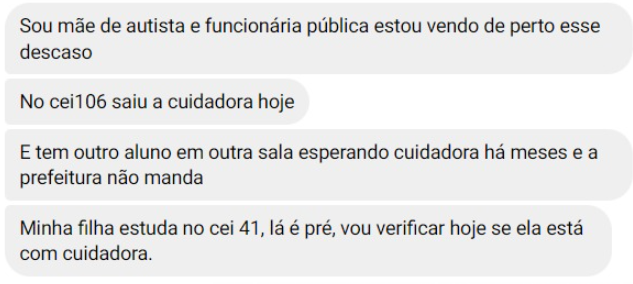 Sou mãe de autista e funcionária pública estou vendo de perto esse
descaso
No cei106 saiu a cuidadora hoje
E tem outro aluno em outra sala esperando cuidadora há meses e a
prefeitura não manda
Minha filha estuda no cei 41, lá é pré, vou verificar hoje se ela está
com cuidadora.